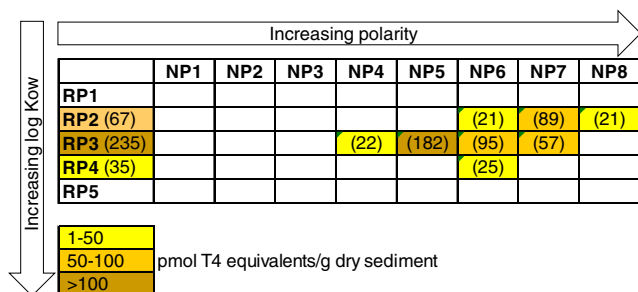 Increasing polarity
Increasing log Kow
NP1 NP2 NP3 NP4 NP5 NP6 NP7 NP8
RP1
RP2 (67) (21) (89) (21)
RP3 (235) (22) (182) (95) (57)
RP4 (35) (25)
RP5
1-50
50-100 pmol T4 equivalents/g dry sediment
>100